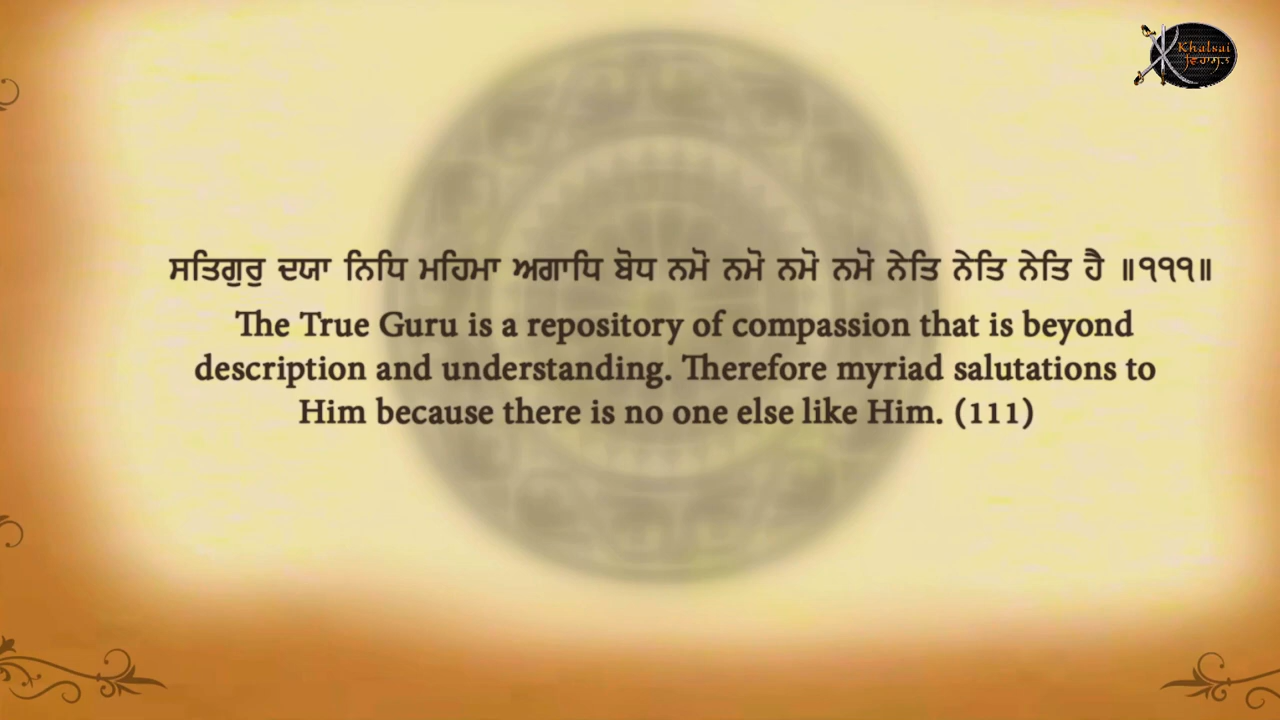 Khalsai
ਸਤਿਗੁਰੁ ਦਯਾ ਨਿਧਿ ਮਹਿਮਾ ਅਗਾਧਿ ਬੋਧ ਨਮੋ ਨਮੋ ਨਮੋ ਨਮੋ ਨੇਤਿ ਨੇਤਿ ਨੇਤਿ ਹੈ ॥੧੧੧॥
The True Guru is a repository of compassion that is beyond
description and understanding. Therefore myriad salutations to
Him because there is no one else like Him. (111)